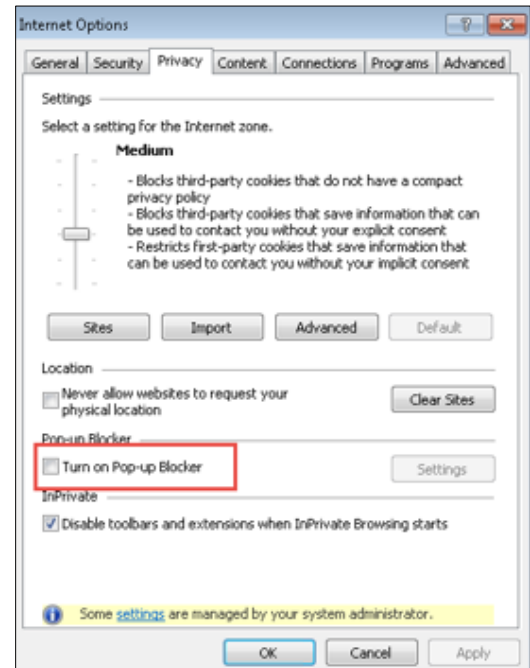 Internet Options
General Security Privacy Content Connections Programs Advanced
Settings
Select a setting for the Internet zone.
Medium
- Blocks third-party cookies that do not have a compact
privacy policy
- Blocks third-party cookies that save information that can
be used to contact you without your explicit consent
- Restricts first-party cookies that save information that
can be used to contact you without your implicit consent
Sites Import Advanced Default
Location
Never allow websites to request your
physical location
Clear Sites
Pop-up Blocker
Turn on Pop-up Blocker
Settings
InPrivate
Disable toolbars and extensions when InPrivate Browsing starts
Some settings are managed by your system administrator.
OK Cancel Apply